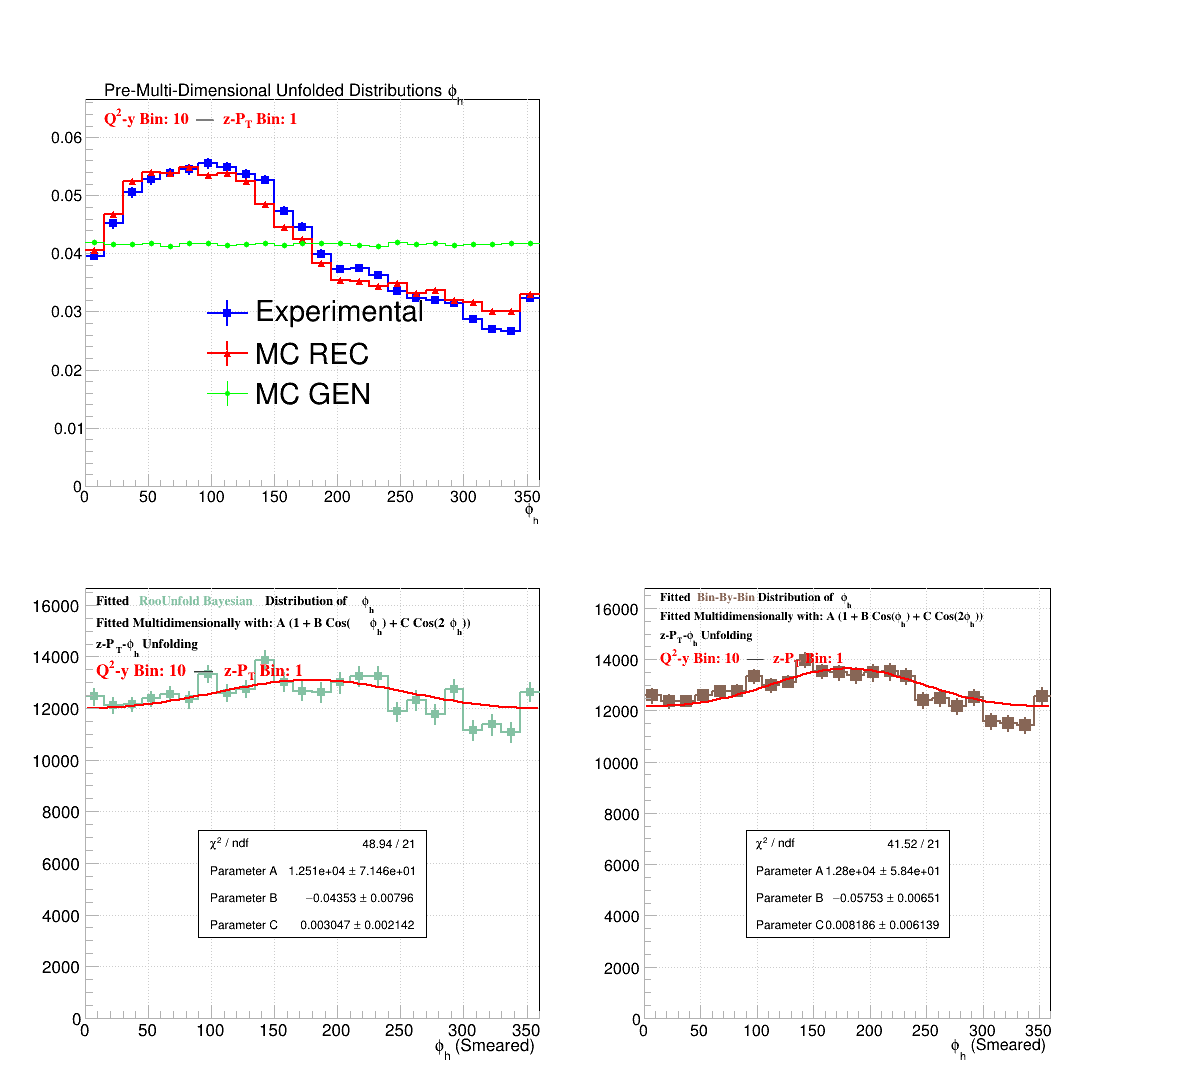 Pre-Multi-Dimensional Unfolded Distributions ϕh
Q2-y Bin: 10 — z-PT Bin: 1
0.06
0.05
0.04
0.03
0.02
0.01
0
Experimental
MC REC
MC GEN
0 50 100 150 200 250 300 350
ϕh
Fitted RooUnfold Bayesian Distribution of ϕh
Fitted Multidimensionally with: A (1 + B Cos( ϕh) + C Cos(2 ϕh))
z-PT-ϕh Unfolding
Q2-y Bin: 10 — z-PT Bin: 1
16000
14000
12000
10000
8000
6000
4000
2000
0
χ2 / ndf 48.94 / 21
Parameter A 1.251e+04 ± 7.146e+01
Parameter B −0.04353 ± 0.00796
Parameter C 0.003047 ± 0.002142
0 50 100 150 200 250 300 350
ϕh (Smeared)
Fitted Bin-By-Bin Distribution of ϕh
Fitted Multidimensionally with: A (1 + B Cos(ϕh) + C Cos(2ϕh))
z-PT-ϕh Unfolding
Q2-y Bin: 10 — z-PT Bin: 1
16000
14000
12000
10000
8000
6000
4000
2000
0
χ2 / ndf 41.52 / 21
Parameter A 1.28e+04 ± 5.84e+01
Parameter B −0.05753 ± 0.00651
Parameter C 0.008186 ± 0.006139
0 50 100 150 200 250 300 350
ϕh (Smeared)